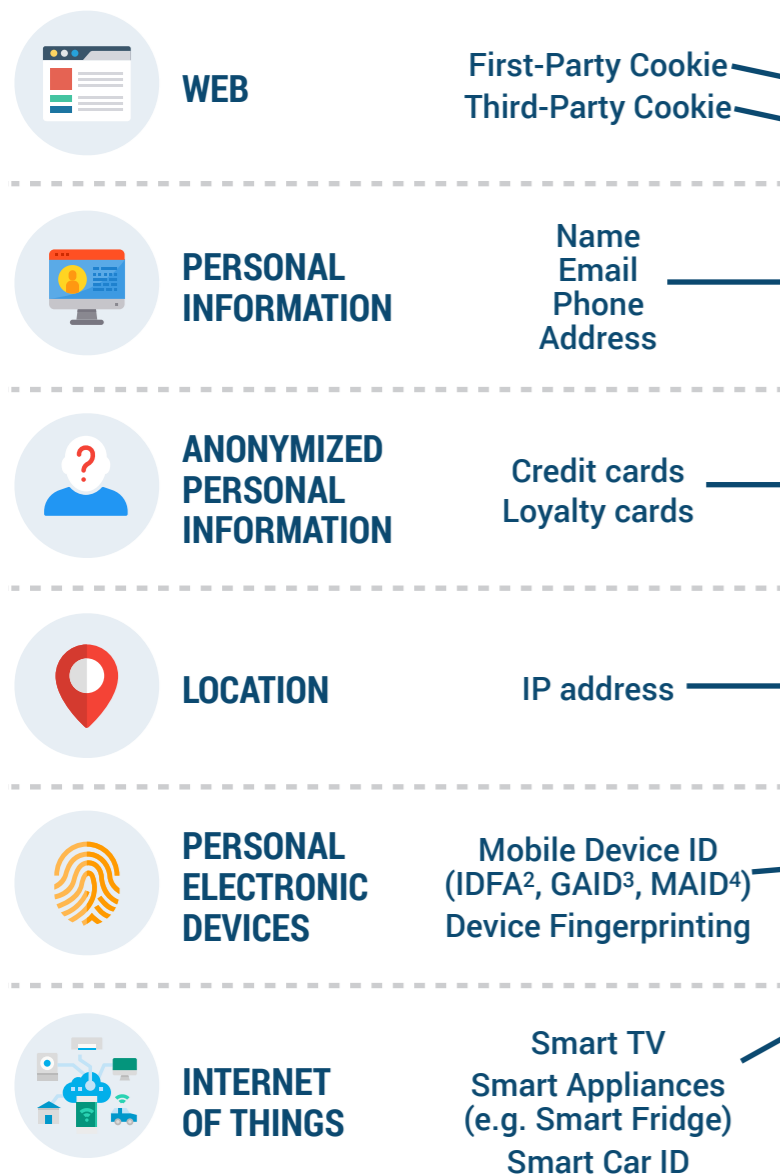 WEB
First-Party Cookie
Third-Party Cookie
PERSONAL
INFORMATION
Name
Email
Phone
Address
ANONYMIZED
PERSONAL
INFORMATION
Credit cards
Loyalty cards
LOCATION
IP address
PERSONAL
ELECTRONIC
DEVICES
Mobile Device ID
(IDFA², GAID³, MAID⁴)
Device Fingerprinting
INTERNET
OF THINGS
Smart TV
Smart Appliances
(e.g. Smart Fridge)
Smart Car ID